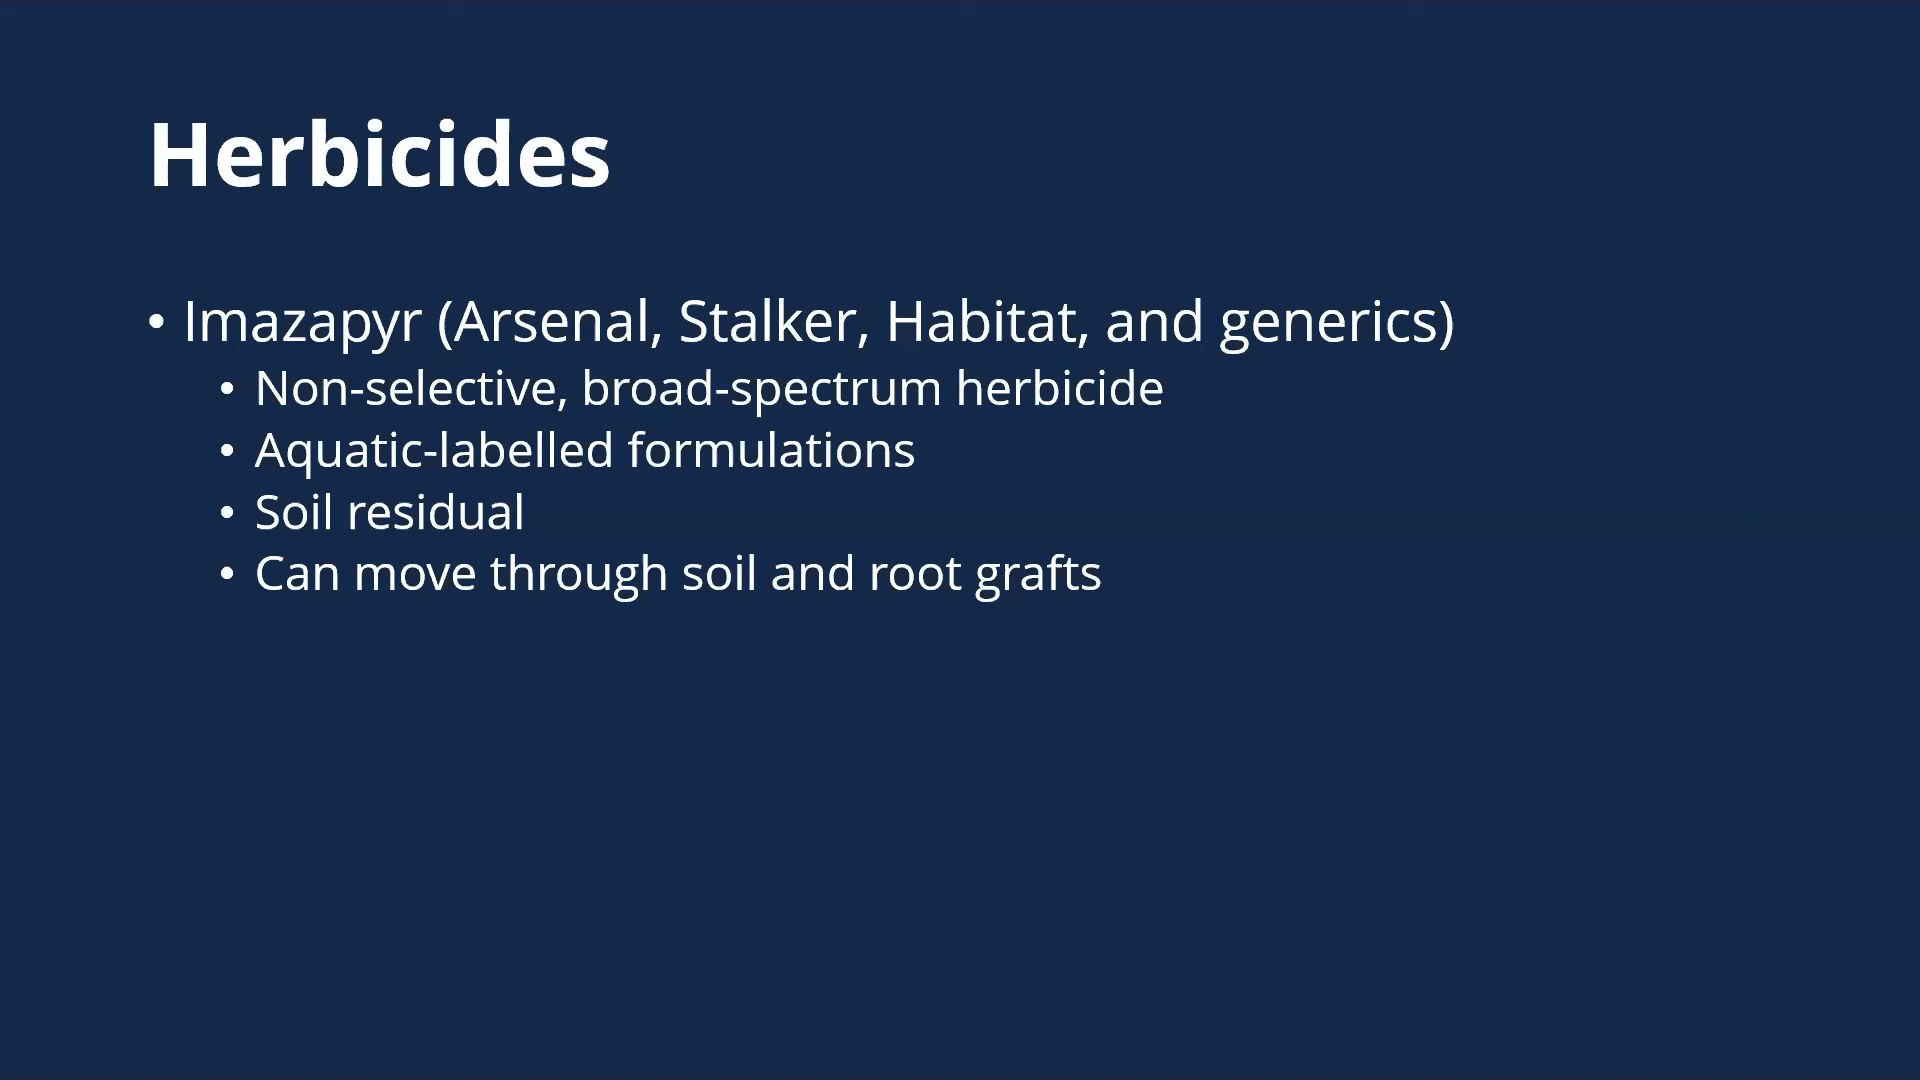 Herbicides
• Imazapyr (Arsenal, Stalker, Habitat, and generics)
• Non-selective, broad-spectrum herbicide
• Aquatic-labelled formulations
• Soil residual
• Can move through soil and root grafts